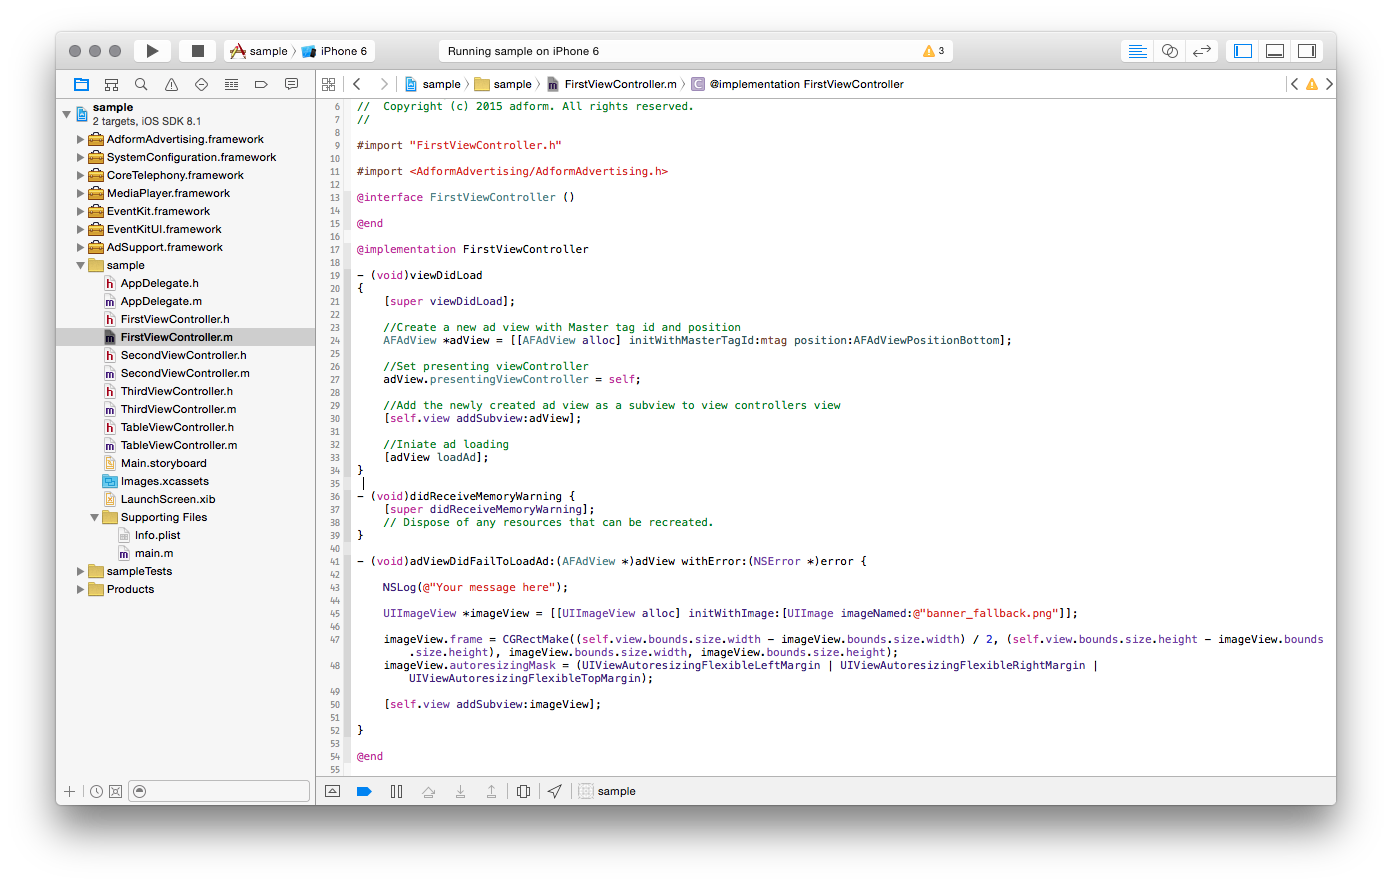 sample › iPhone 6
Running sample on iPhone 6
3
sample › sample › FirstViewController.m › C @implementation FirstViewController
sample
2 targets, iOS SDK 8.1
AdformAdvertising.framework
SystemConfiguration.framework
CoreTelephony.framework
MediaPlayer.framework
EventKit.framework
EventKitUI.framework
AdSupport.framework
sample
h AppDelegate.h
m AppDelegate.m
h FirstViewController.h
m FirstViewController.m
h SecondViewController.h
m SecondViewController.m
h ThirdViewController.h
m ThirdViewController.m
h TableViewController.h
m TableViewController.m
Main.storyboard
Images.xcassets
LaunchScreen.xib
Supporting Files
Info.plist
m main.m
sampleTests
Products
6 //  Copyright (c) 2015 adform. All rights reserved.
7 //
8
9 #import "FirstViewController.h"
10
11 #import <AdformAdvertising/AdformAdvertising.h>
12
13 @interface FirstViewController ()
14
15 @end
16
17 @implementation FirstViewController
18
19 - (void)viewDidLoad
20 {
21     [super viewDidLoad];
22
23     //Create a new ad view with Master tag id and position
24     AFAdView *adView = [[AFAdView alloc] initWithMasterTagId:mtag position:AFAdViewPositionBottom];
25
26     //Set presenting viewController
27     adView.presentingViewController = self;
28
29     //Add the newly created ad view as a subview to view controllers view
30     [self.view addSubview:adView];
31
32     //Iniate ad loading
33     [adView loadAd];
34 }
35
36 - (void)didReceiveMemoryWarning {
37     [super didReceiveMemoryWarning];
38     // Dispose of any resources that can be recreated.
39 }
40
41 - (void)adViewDidFailToLoadAd:(AFAdView *)adView withError:(NSError *)error {
42
43     NSLog(@"Your message here");
44
45     UIImageView *imageView = [[UIImageView alloc] initWithImage:[UIImage imageNamed:@"banner_fallback.png"]];
46
47     imageView.frame = CGRectMake((self.view.bounds.size.width - imageView.bounds.size.width) / 2, (self.view.bounds.size.height - imageView.bounds
.size.height), imageView.bounds.size.width, imageView.bounds.size.height);
48     imageView.autoresizingMask = (UIViewAutoresizingFlexibleLeftMargin | UIViewAutoresizingFlexibleRightMargin |
UIViewAutoresizingFlexibleTopMargin);
49
50     [self.view addSubview:imageView];
51
52 }
53
54 @end
55
sample